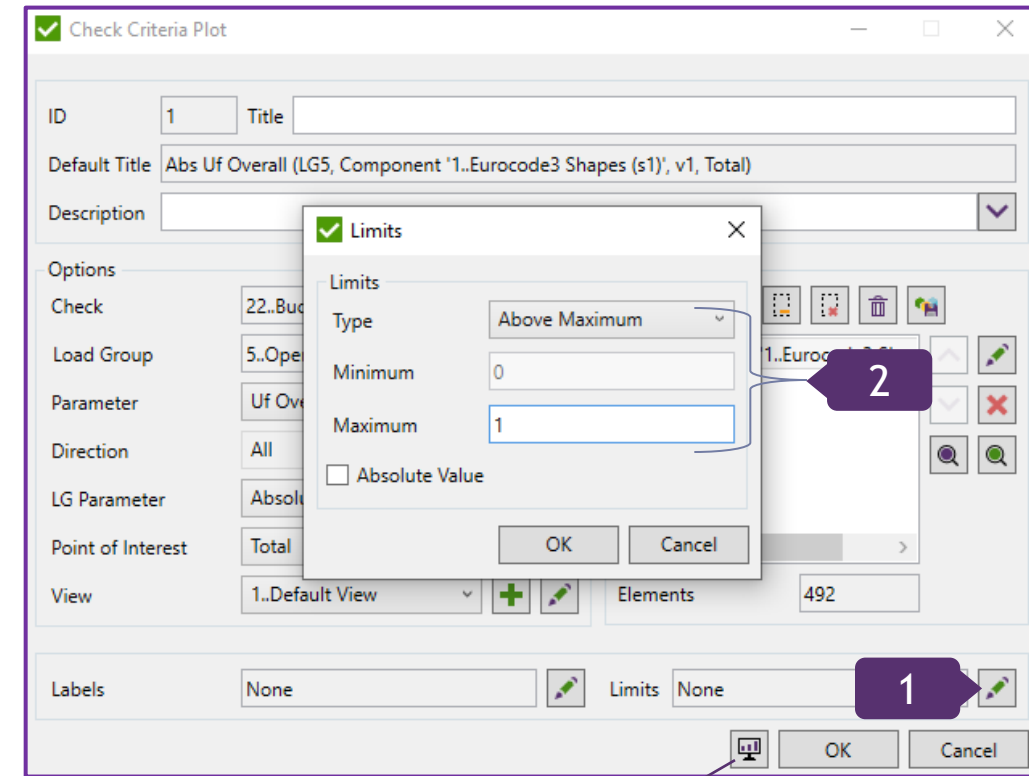 Check Criteria Plot
ID 1 Title
Default Title Abs Uf Overall (LG5, Component '1..Eurocode3 Shapes (s1)', v1, Total)
Description
Limits
Options
Limits
Check 22..Buc
Type Above Maximum
Load Group 5..Oper
'1..Eurocode3 Sh
Minimum 0
2
Parameter Uf Ove
Maximum 1
Direction All
Absolute Value
LG Parameter Absolu
OK Cancel
Point of Interest Total
View 1..Default View Elements 492
Labels None Limits None 1
OK Cancel